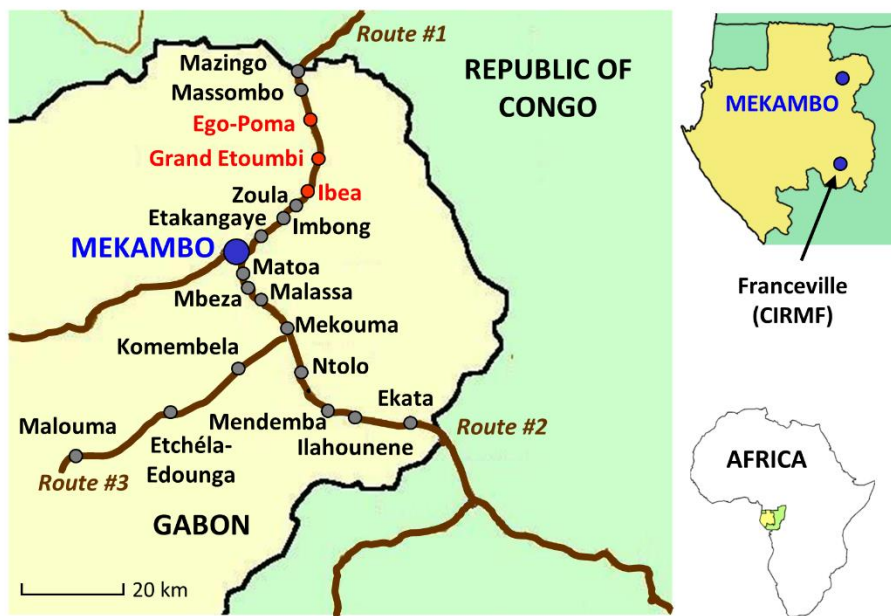 Route #1
Mazingo
REPUBLIC OF
CONGO
Massombo
Ego-Poma
Grand Etoumbi
Zoula
Ibea
Etakangaye
Imbong
MEKAMBO
Matoa
Mbeza
Malassa
Mekouma
Komembela
Ntolo
Ekata
Malouma
Mendemba
Route #2
Etchéla-
Edounga
Ilahounene
Route #3
GABON
20 km
MEKAMBO
Franceville
(CIRMF)
AFRICA